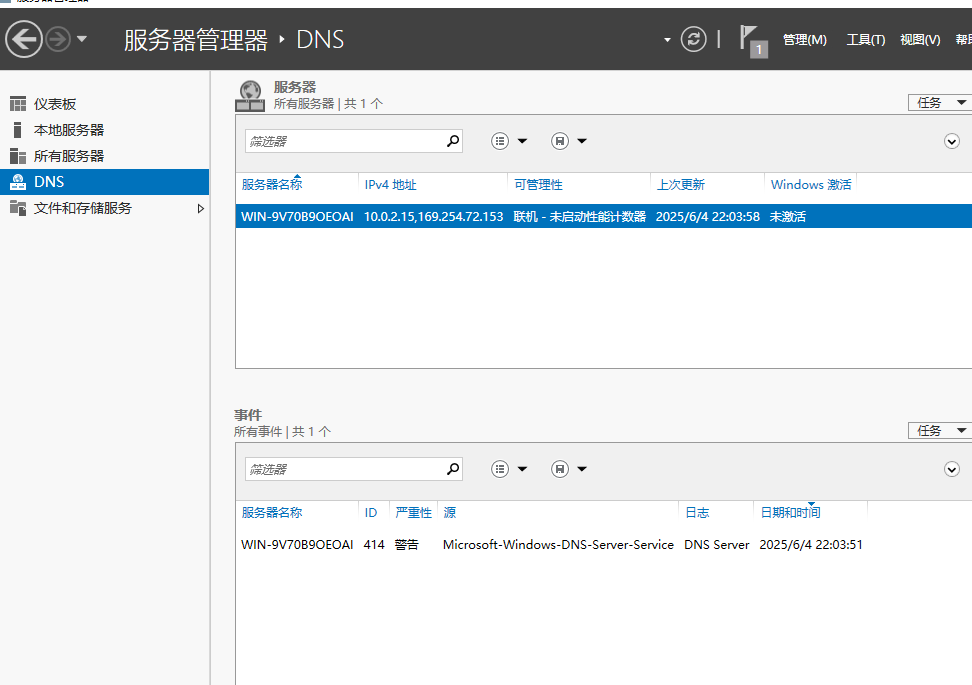 服务器管理器
服务器管理器 ‣ DNS
1
管理(M) 工具(T) 视图(V)
仪表板
本地服务器
所有服务器
DNS
文件和存储服务
服务器
所有服务器 | 共 1 个
任务
筛选器
服务器名称 IPv4 地址 可管理性 上次更新 Windows 激活
WIN-9V70B9OEOAI 10.0.2.15,169.254.72.153 联机 - 未启动性能计数器 2025/6/4 22:03:58 未激活
事件
所有事件 | 共 1 个
任务
筛选器
服务器名称 ID 严重性 源 日志 日期和时间
WIN-9V70B9OEOAI 414 警告 Microsoft-Windows-DNS-Server-Service DNS Server 2025/6/4 22:03:51